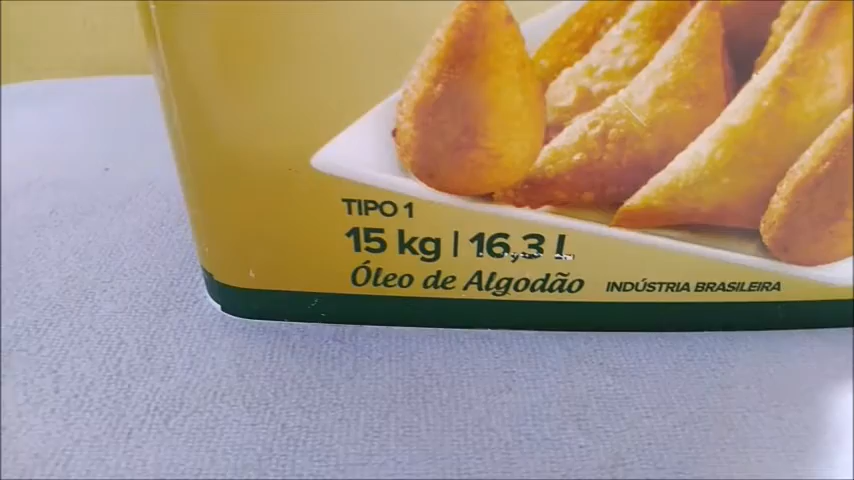 TIPO 1
15 kg | 16,3 L
Óleo de Algodão
INDÚSTRIA BRASILEIRA